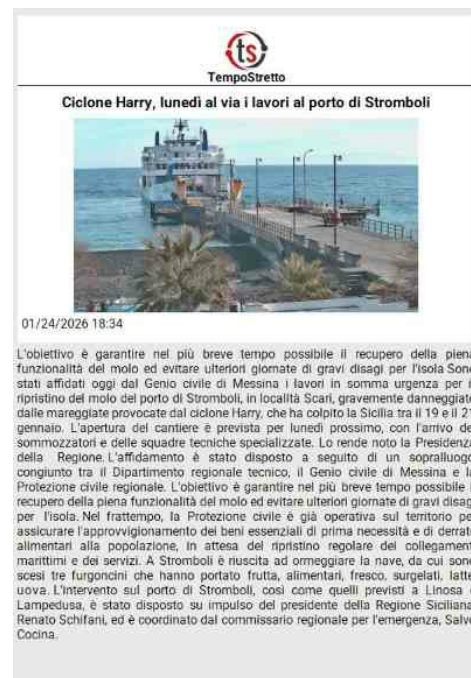 ts
TempoStretto
Ciclone Harry, lunedì al via i lavori al porto di Stromboli
01/24/2026 18:34
L'obiettivo è garantire nel più breve tempo possibile il recupero della piena
funzionalità del molo ed evitare ulteriori giornate di gravi disagi per l'isola.Sono
stati affidati oggi dal Genio civile di Messina i lavori in somma urgenza per i
ripristino del molo del porto di Stromboli, in località Scari, gravemente danneggiate
dalle mareggiate provocate dal ciclone Harry, che ha colpito la Sicilia tra il 19 e il 21
gennaio. L'apertura del cantiere è prevista per lunedì prossimo, con l'arrivo de
sommozzatori e delle squadre tecniche specializzate. Lo rende noto la Presidenza
della Regione. L'affidamento è stato disposto a seguito di un sopralluogo
congiunto tra il Dipartimento regionale tecnico, il Genio civile di Messina e la
Protezione civile regionale. L'obiettivo è garantire nel più breve tempo possibile i
recupero della piena funzionalità del molo ed evitare ulteriori giornate di gravi disag
per l'isola. Nel frattempo, la Protezione civile è già operativa sul territorio pe
assicurare l'approvvigionamento dei beni essenziali di prima necessità e di derrate
alimentari alla popolazione, in attesa del ripristino regolare dei collegament
marittimi e dei servizi. A Stromboli è riuscita ad ormeggiare la nave, da cui sono
scesi tre furgoncini che hanno portato frutta, alimentari, fresco, surgelati, latte
uova. L'intervento sul porto di Stromboli, così come quelli previsti a Linosa e
Lampedusa, è stato disposto su impulso del presidente della Regione Siciliana
Renato Schifani, ed è coordinato dal commissario regionale per l'emergenza, Salvo
Cocina.